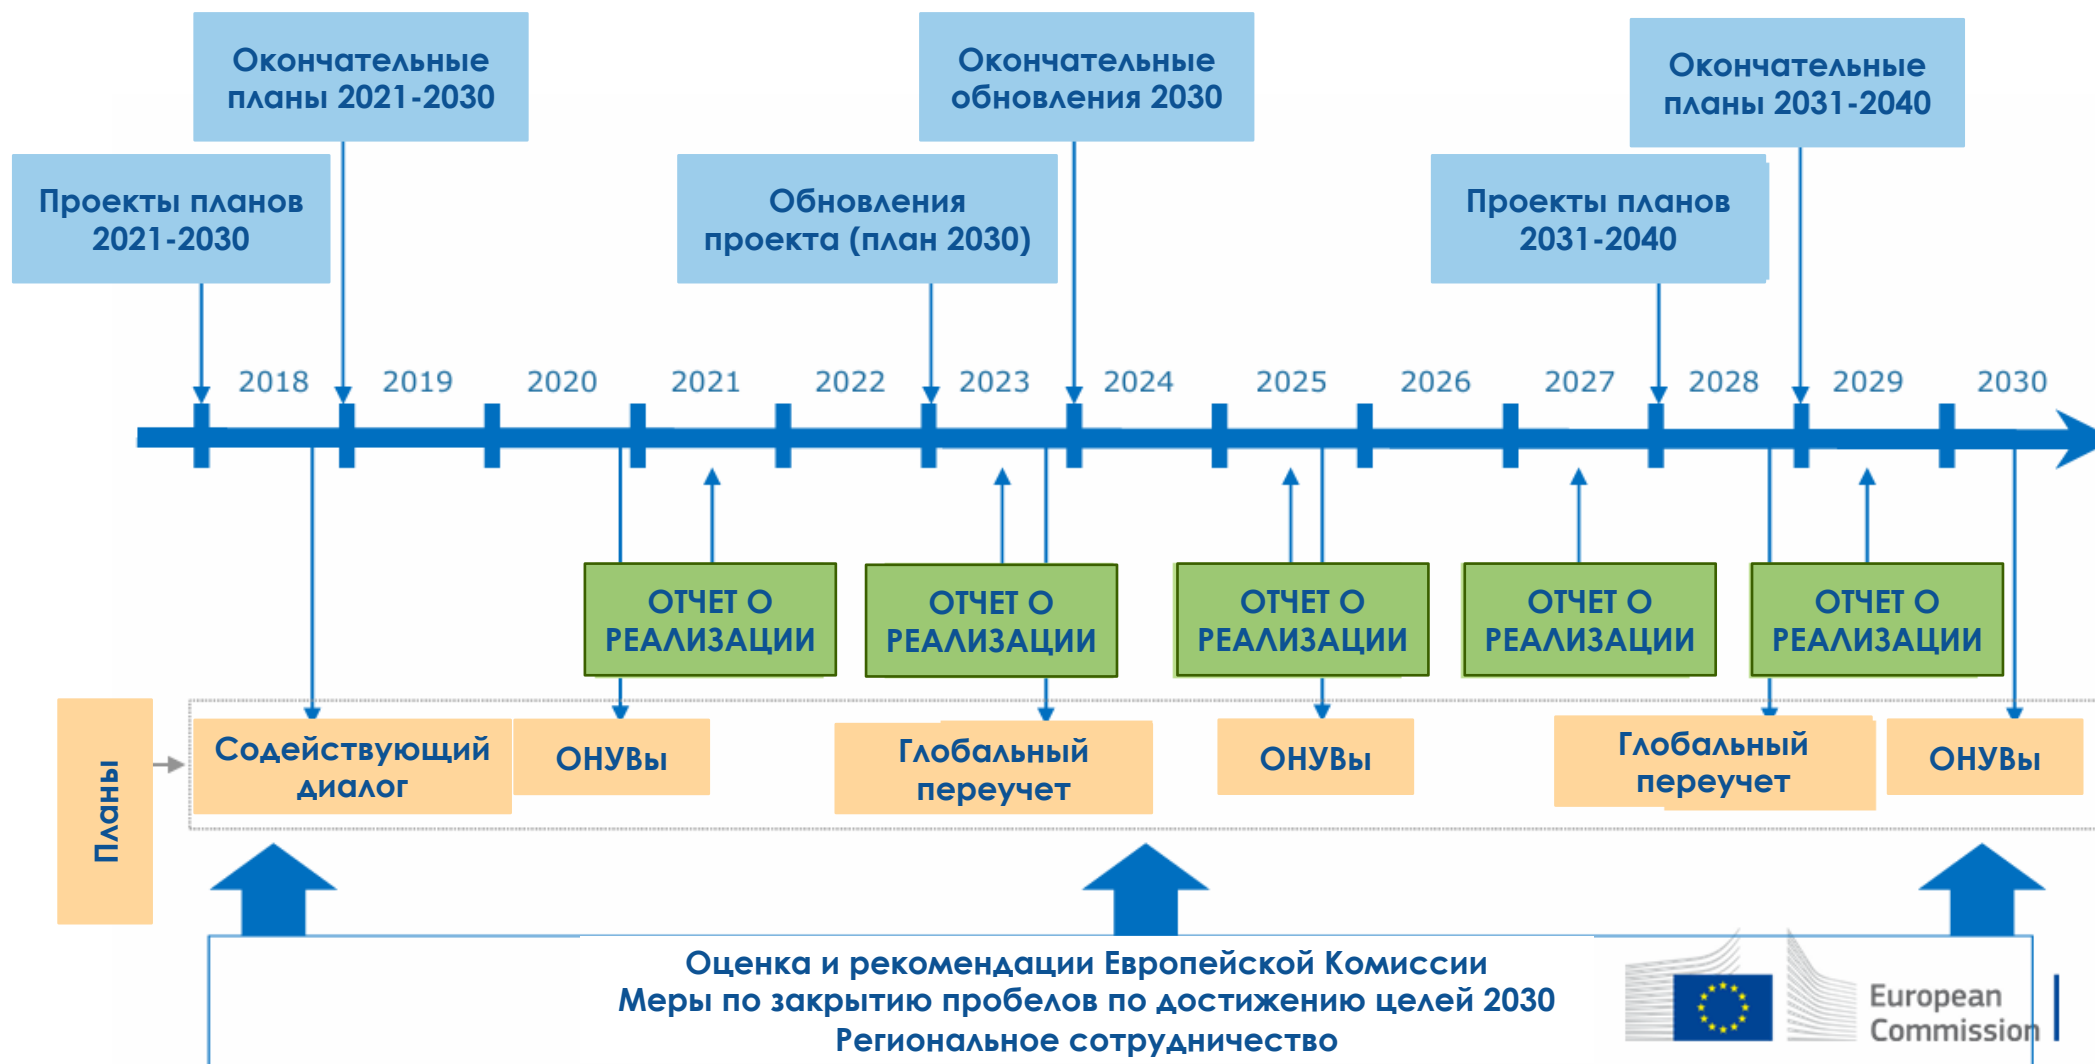 Окончательные
планы 2021-2030
Окончательные
обновления 2030
Окончательные
планы 2031-2040
Проекты планов
2021-2030
Обновления
проекта (план 2030)
Проекты планов
2031-2040
2018 2019 2020 2021 2022 2023 2024 2025 2026 2027 2028 2029 2030
ОТЧЕТ О
РЕАЛИЗАЦИИ
ОТЧЕТ О
РЕАЛИЗАЦИИ
ОТЧЕТ О
РЕАЛИЗАЦИИ
ОТЧЕТ О
РЕАЛИЗАЦИИ
ОТЧЕТ О
РЕАЛИЗАЦИИ
Планы
Содействующий
диалог
ОНУВы
Глобальный
переучет
ОНУВы
Глобальный
переучет
ОНУВы
Оценка и рекомендации Европейской Комиссии
Меры по закрытию пробелов по достижению целей 2030
Региональное сотрудничество
European
Commission